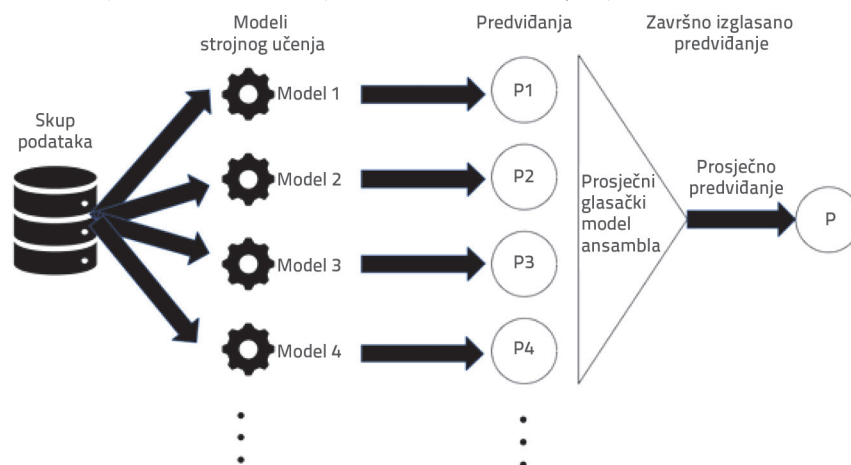 Modeli
strojnog učenja
Predviđanja
Završno izglasano
predviđanje
Skup
podataka
Model 1
P1
Model 2
P2
Model 3
P3
Model 4
P4
Prosječni
glasački
model
ansambla
Prosječno
predviđanje
P